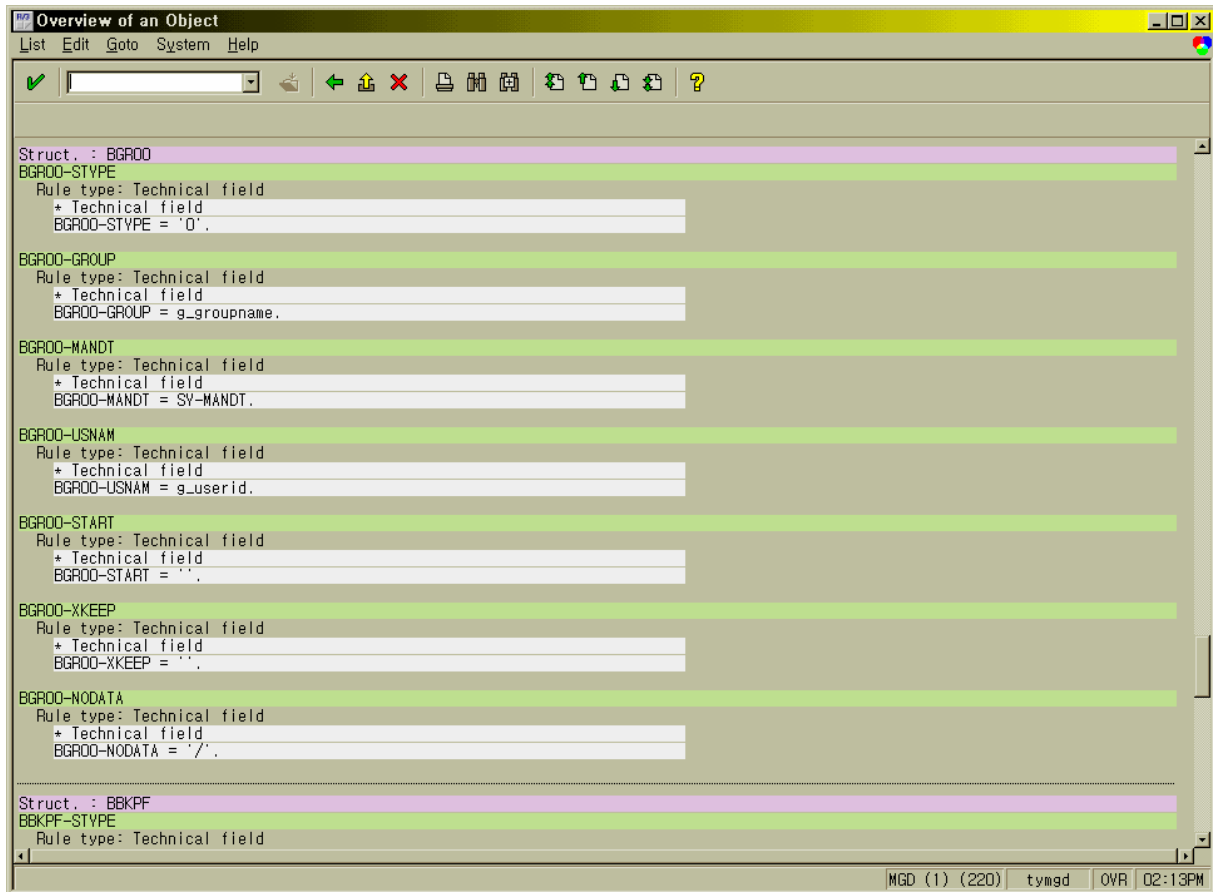 Overview of an Object
List Edit Goto System Help
Struct. : BGR00
BGR00-STYPE
Rule type: Technical field
* Technical field
BGR00-STYPE = '0'.
BGR00-GROUP
Rule type: Technical field
* Technical field
BGR00-GROUP = g_groupname.
BGR00-MANDT
Rule type: Technical field
* Technical field
BGR00-MANDT = SY-MANDT.
BGR00-USNAM
Rule type: Technical field
* Technical field
BGR00-USNAM = g_userid.
BGR00-START
Rule type: Technical field
* Technical field
BGR00-START = ''.
BGR00-XKEEP
Rule type: Technical field
* Technical field
BGR00-XKEEP = ''.
BGR00-NODATA
Rule type: Technical field
* Technical field
BGR00-NODATA = '/'.
Struct. : BBKPF
BBKPF-STYPE
Rule type: Technical field
MGD (1) (220) tymgd OVR 02:13PM